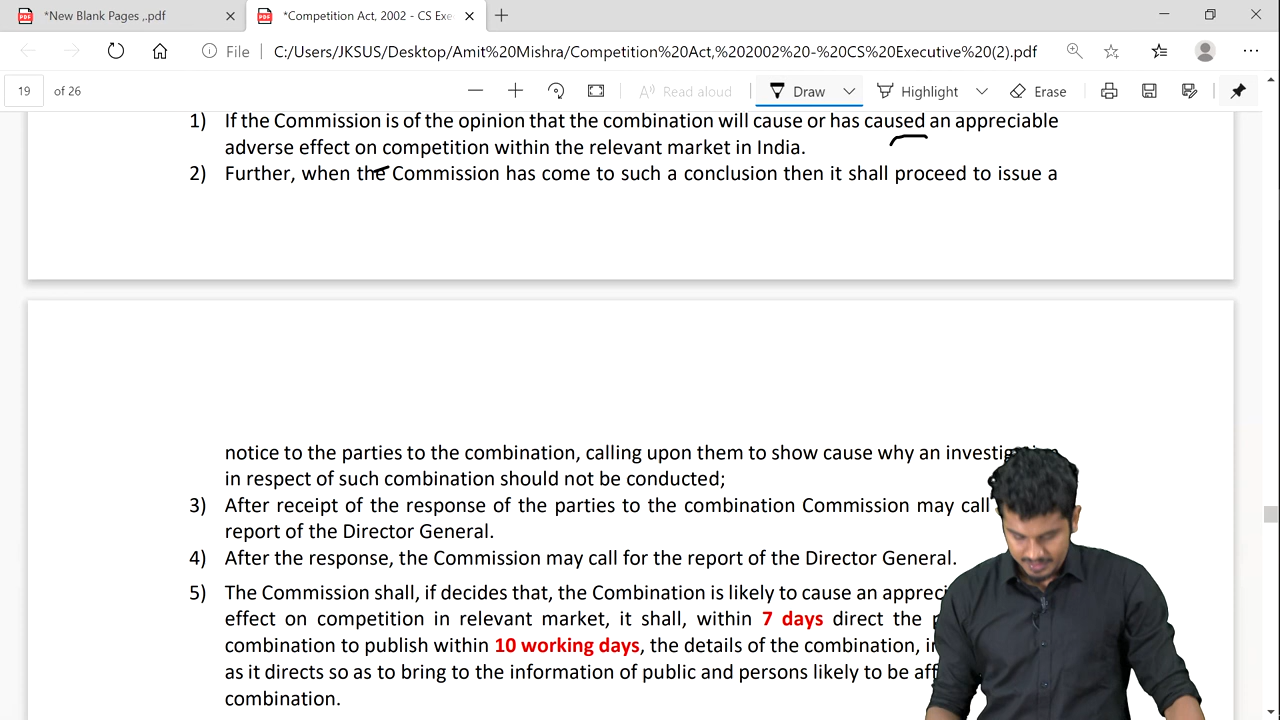 *New Blank Pages ,.pdf
*Competition Act, 2002 - CS Exe
File
C:/Users/JKSUS/Desktop/Amit%20Mishra/Competition%20Act,%202002%20-%20CS%20Executive%20(2).pdf
19 of 26
Read aloud
Draw
Highlight
Erase
1) If the Commission is of the opinion that the combination will cause or has caused an appreciable
adverse effect on competition within the relevant market in India.
2) Further, when the Commission has come to such a conclusion then it shall proceed to issue a
notice to the parties to the combination, calling upon them to show cause why an
in respect of such combination should not be conducted;
3) After receipt of the response of the parties to the combination Commission may call
report of the Director General.
4) After the response, the Commission may call for the report of the Director General.
5) The Commission shall, if decides that, the Combination is likely to cause an
effect on competition in relevant market, it shall, within 7 days direct the
combination to publish within 10 working days, the details of the combination,
as it directs so as to bring to the information of public and persons likely to be
combination.